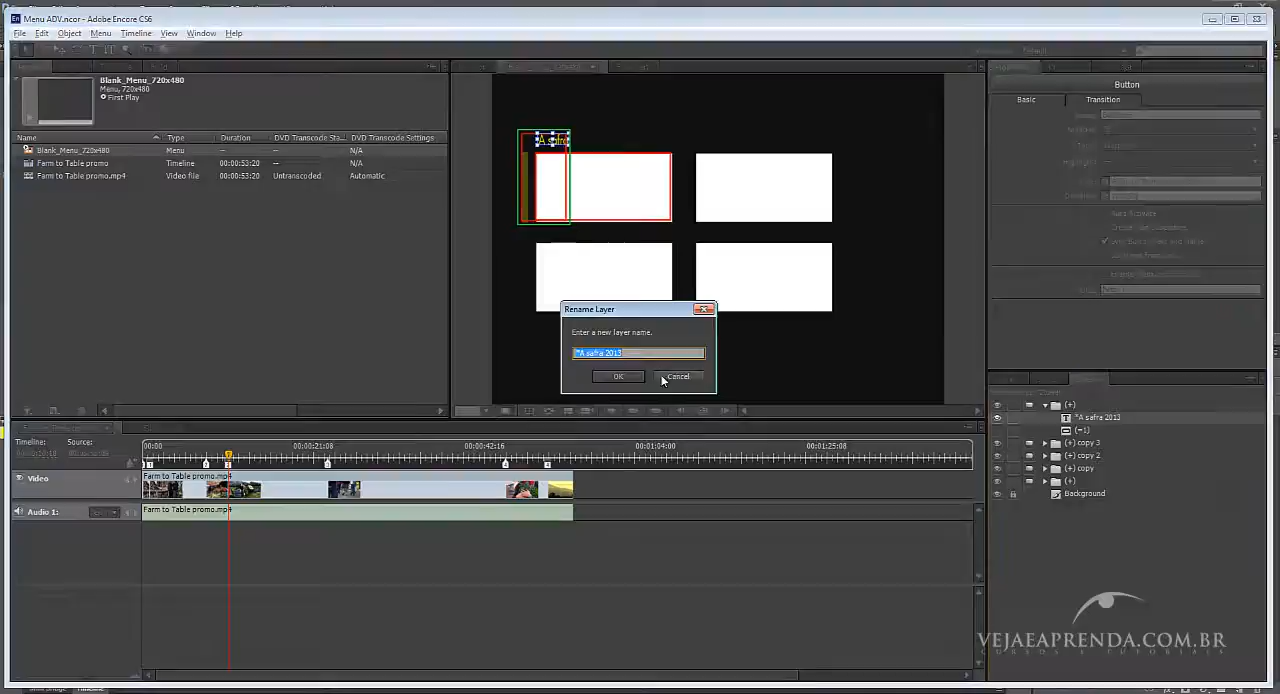 Menu ADV.ncor - Adobe Encore CS6
File Edit Object Menu Timeline View Window Help
Blank_Menu_720x480
Menu, 720x480
First Play
Button
Basic Transition
Name Type Duration DVD Transcode Sta... DVD Transcode Settings
Blank_Menu_720x480 Menu -- -- N/A
Farm to Table promo Timeline 00:00:53:20 N/A
Farm to Table promo.mp4 Video file 00:00:53:20 Untranscoded Automatic
A safra
Rename Layer
Enter a new layer name.
"A safra 2013
OK Cancel
(+)
"A safra 2013
(=1)
(+) copy 3
(+) copy 2
(+) copy
(+)
Background
Timeline: Source:
00:00 00:00:21:08 00:00:42:16 00:01:04:00 00:01:25:08
Video
Farm to Table promo.mp4
Audio 1:
Farm to Table promo.mp4
VEJAEAPRENDA.COM.BR
CURSOS E TUTORIAIS
Timeline